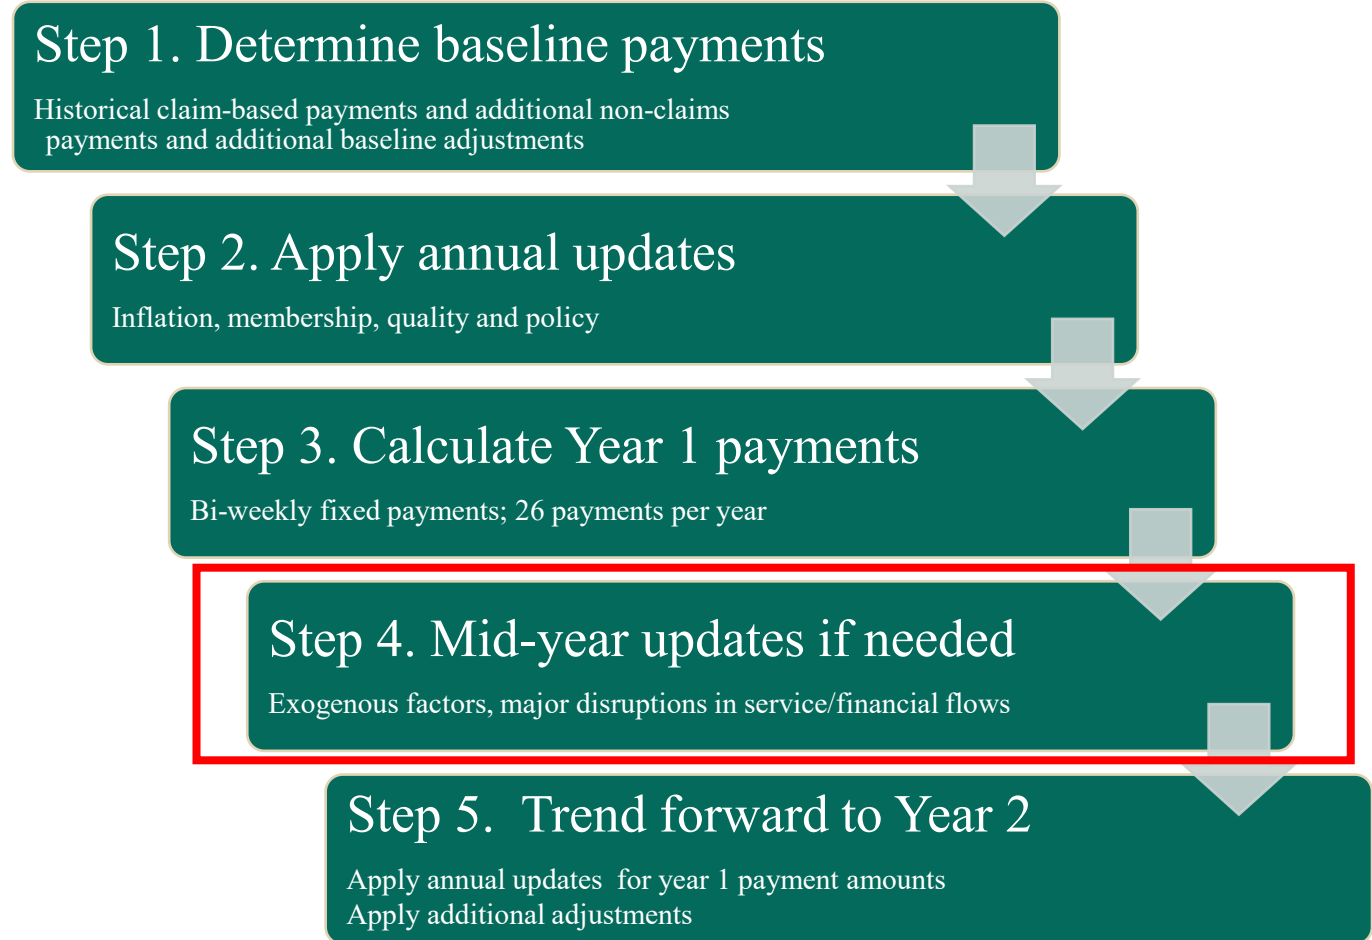 Step 1. Determine baseline payments
Historical claim-based payments and additional non-claims
payments and additional baseline adjustments
Step 2. Apply annual updates
Inflation, membership, quality and policy
Step 3. Calculate Year 1 payments
Bi-weekly fixed payments; 26 payments per year
Step 4. Mid-year updates if needed
Exogenous factors, major disruptions in service/financial flows
Step 5.  Trend forward to Year 2
Apply annual updates  for year 1 payment amounts
Apply additional adjustments